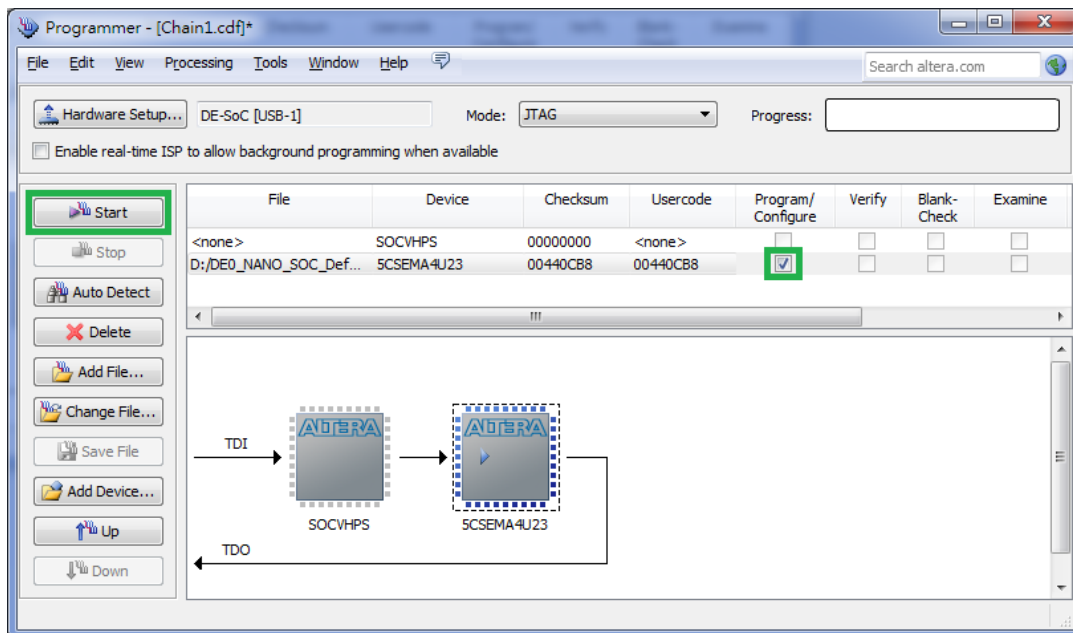 Programmer - [Chain1.cdf]*
File Edit View Processing Tools Window Help
Search altera.com
Hardware Setup... DE-SoC [USB-1] Mode: JTAG Progress:
Enable real-time ISP to allow background programming when available
Start
Stop
Auto Detect
Delete
Add File...
Change File...
Save File
Add Device...
Up
Down
File Device Checksum Usercode Program/Configure Verify Blank-Check Examine
<none> SOCVHPS 00000000 <none>
D:/DE0_NANO_SOC_Def... 5CSEMA4U23 00440CB8 00440CB8
TDI
ALTERA
ALTERA
SOCVHPS
5CSEMA4U23
TDO